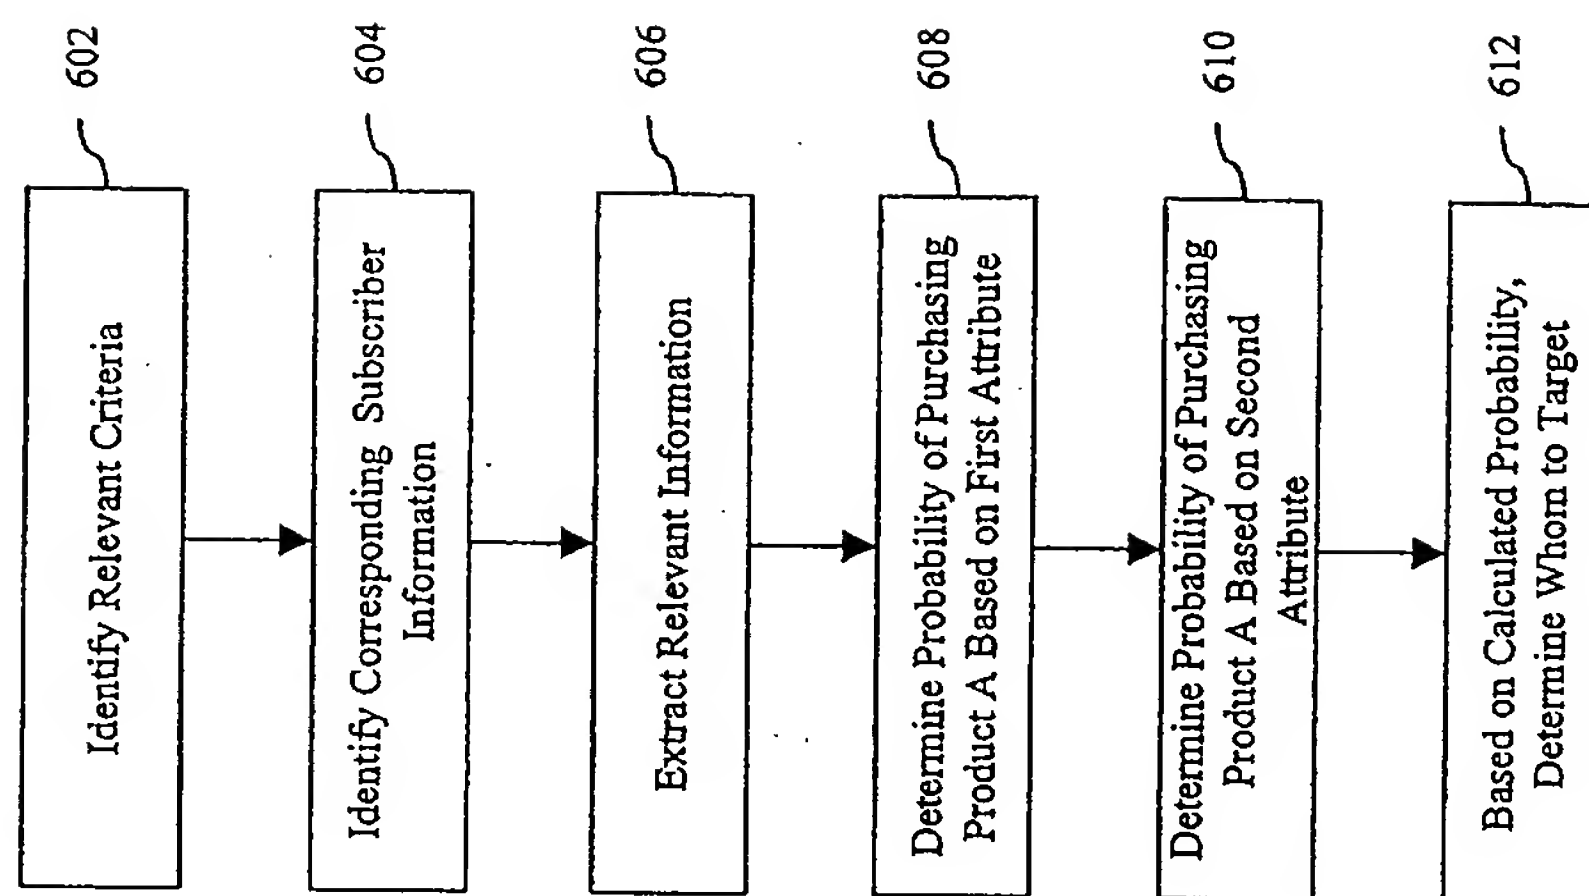 602
Identify Relevant Criteria
604
Identify Corresponding Subscriber
Information
606
Extract Relevant Information
608
Determine Probability of Purchasing
Product A Based on First Attribute
610
Determine Probability of Purchasing
Product A Based on Second
Attribute
612
Based on Calculated Probability,
Determine Whom to Target